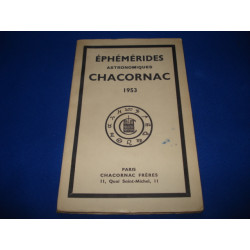 ÉPHÉMÉRIDES
ASTRONOMIQUES
CHACORNAC
1953
PARIS
CHACORNAC FRÈRES
11, Quai Saint-Michel, 11